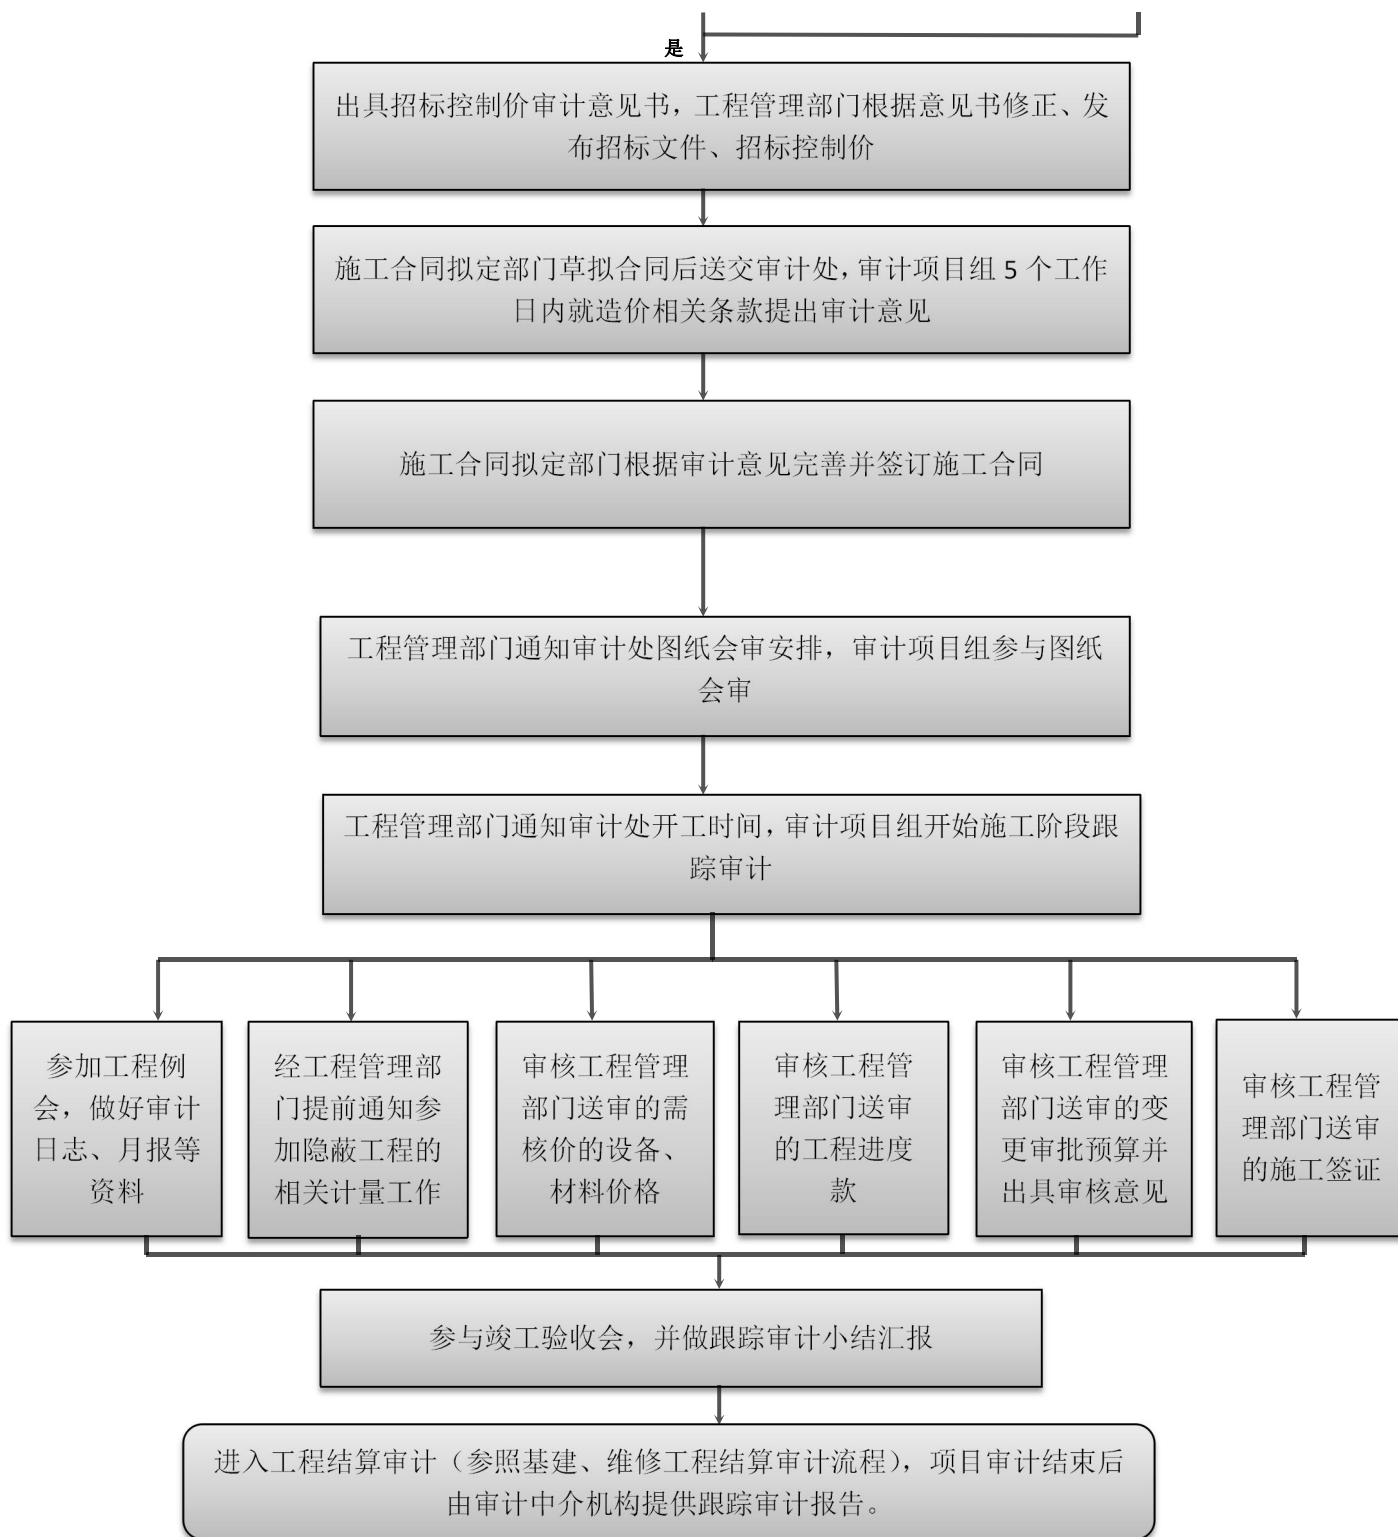 是
出具招标控制价审计意见书，工程管理部门根据意见书修正、发
布招标文件、招标控制价
施工合同拟定部门草拟合同后送交审计处，审计项目组 5 个工作
日内就造价相关条款提出审计意见
施工合同拟定部门根据审计意见完善并签订施工合同
工程管理部门通知审计处图纸会审安排，审计项目组参与图纸
会审
工程管理部门通知审计处开工时间，审计项目组开始施工阶段跟
踪审计
参加工程例
会，做好审计
日志、月报等
资料
经工程管理部
门提前通知参
加隐蔽工程的
相关计量工作
审核工程管理
部门送审的需
核价的设备、
材料价格
审核工程管
理部门送审
的工程进度
款
审核工程管理
部门送审的变
更审批预算并
出具审核意见
审核工程管
理部门送审
的施工签证
参与竣工验收会，并做跟踪审计小结汇报
进入工程结算审计（参照基建、维修工程结算审计流程），项目审计结束后
由审计中介机构提供跟踪审计报告。